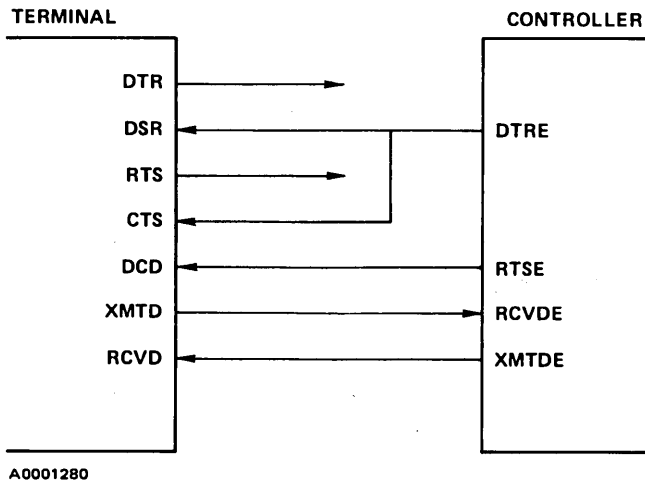 TERMINAL
CONTROLLER
DTR
DSR
DTRE
RTS
CTS
DCD
RTSE
XMTD
RCVDE
RCVD
XMTDE
A0001280